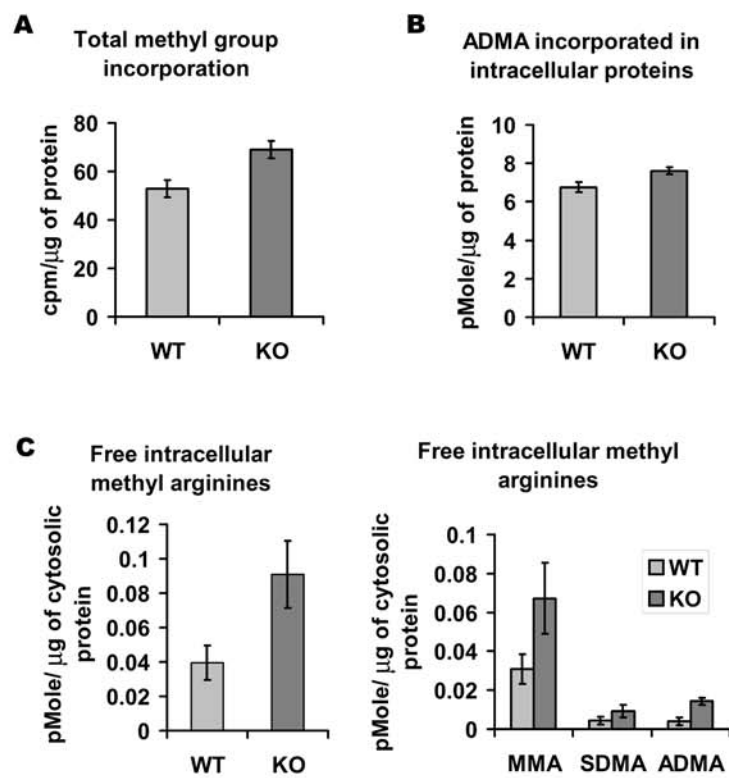 A
Total methyl group
incorporation
cpm/µg of protein
80
60
40
20
0
WT KO
B
ADMA incorporated in
intracellular proteins
pMole/µg of protein
10
8
6
4
2
0
WT KO
C
Free intracellular
methyl arginines
pMole/ µg of cytosolic
protein
0.12
0.1
0.08
0.06
0.04
0.02
0
WT KO
Free intracellular methyl
arginines
pMole/ µg of cytosolic
protein
0.1
0.08
0.06
0.04
0.02
0
WT
KO
MMA SDMA ADMA